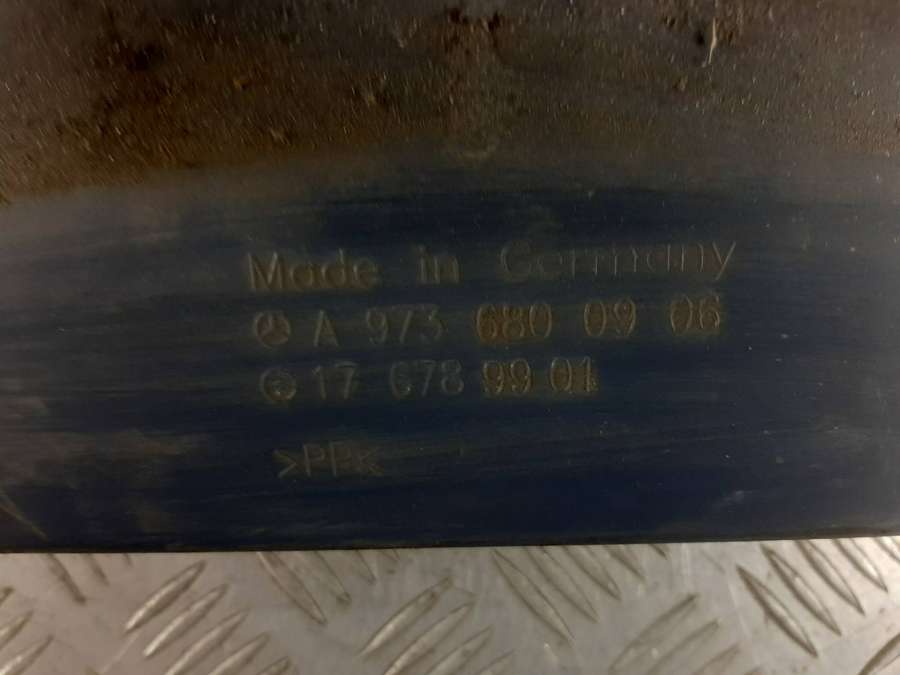 Made in Germany
A 973 680 09 06
17 678 99 01
>PP<